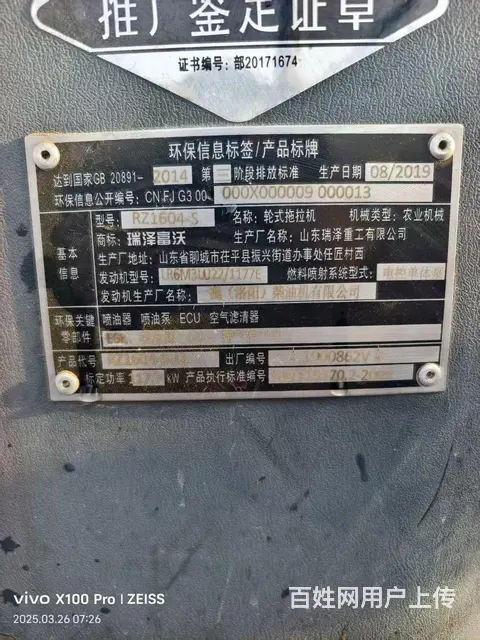 推广鉴定证章
证书编号：部20171674
环保信息标签/产品标牌
达到国家GB 20891-2014 第三阶段排放标准 生产日期 08/2019
环保信息公开编号：CN FJ G3 00 000X000009 000013
基本信息
型号：RZ1604-S 名称：轮式拖拉机 机械类型：农业机械
商标：瑞泽富沃 生产厂名称：山东瑞泽重工有限公司
生产厂地址：山东省聊城市茌平县振兴街道办事处任匠村西
发动机型号： 燃料喷射系统型式：电控单体泵
发动机生产厂名称：（洛阳）柴油机有限公司
环保关键零部件
喷油器 喷油泵 ECU 空气滤清器
产品代号 出厂编号
标定功率 kW 产品执行标准编号
vivo X100 Pro | ZEISS
2025.03.26 07:26
百姓网用户上传